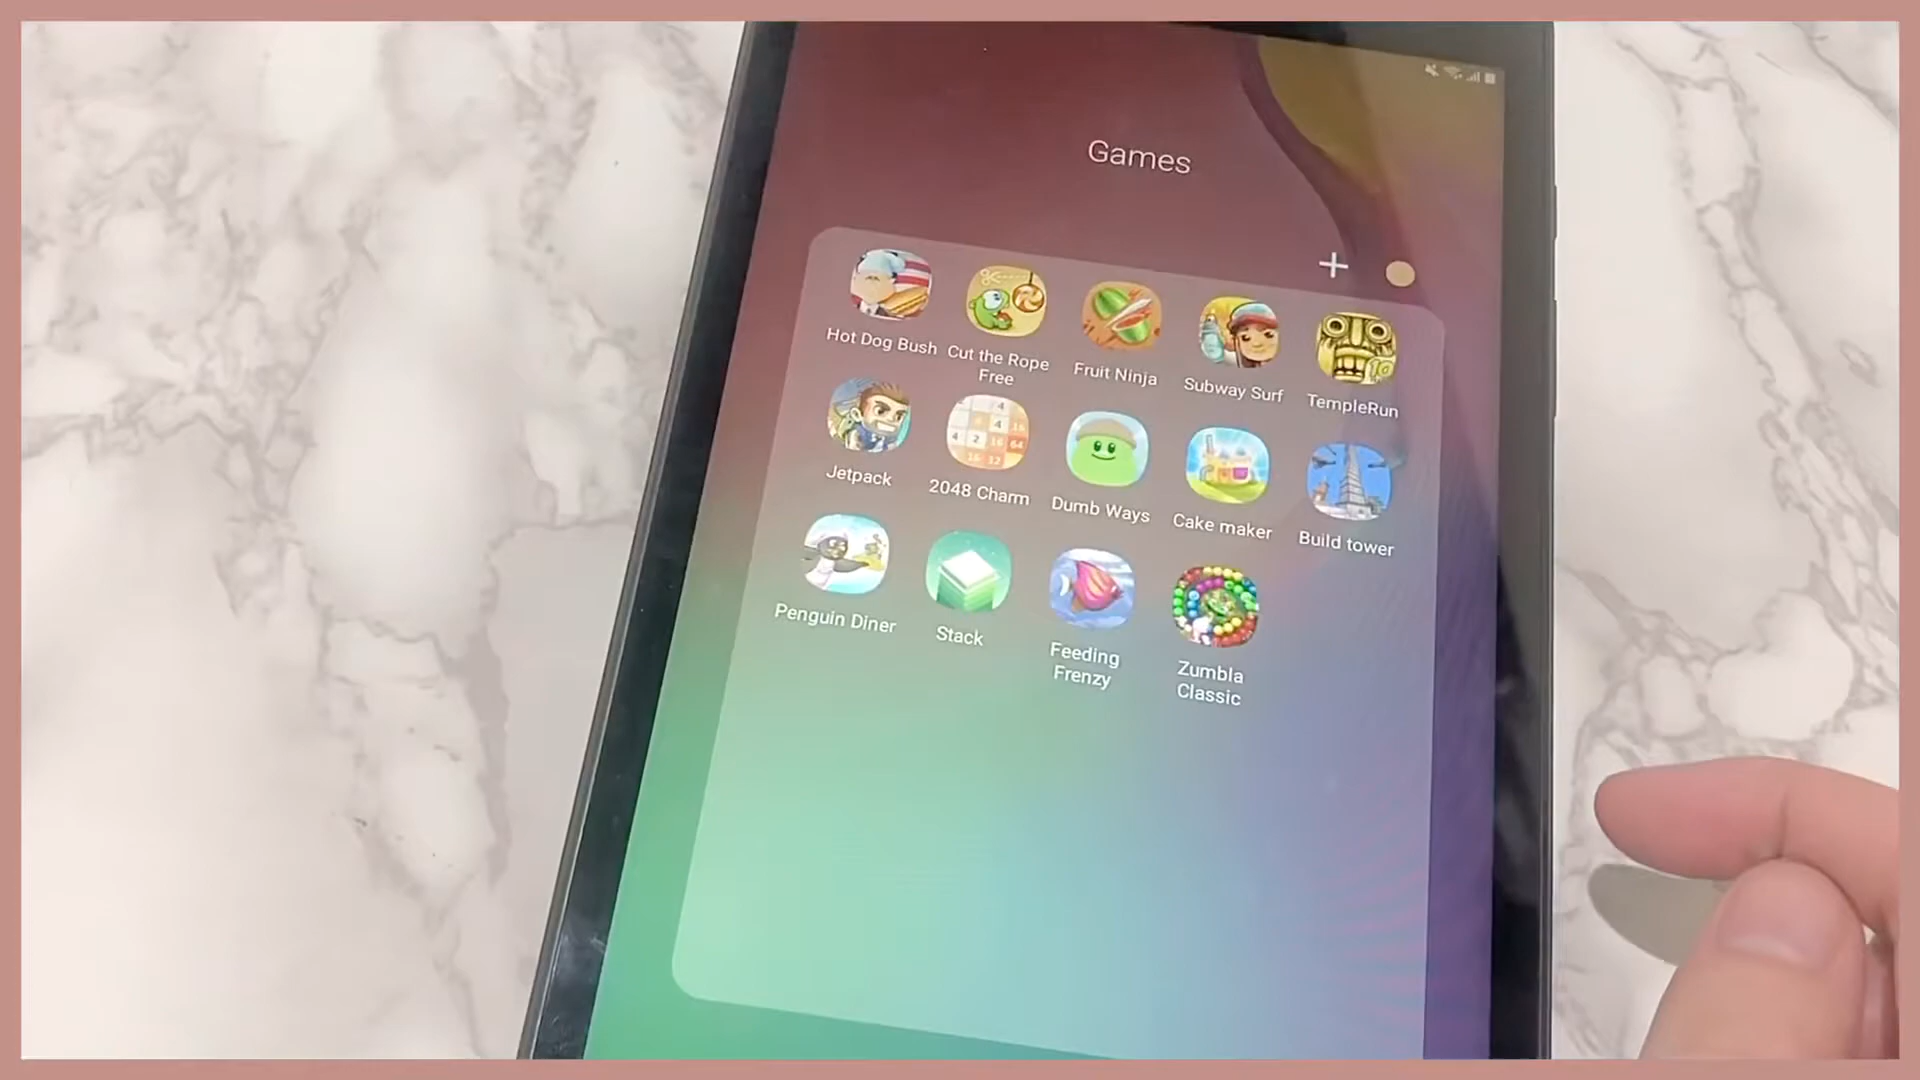 Games
Hot Dog Bush
Cut the Rope
Free
Fruit Ninja
Subway Surf
TempleRun
Jetpack
2048 Charm
Dumb Ways
Cake maker
Build tower
Penguin Diner
Stack
Feeding
Frenzy
Zumbla
Classic